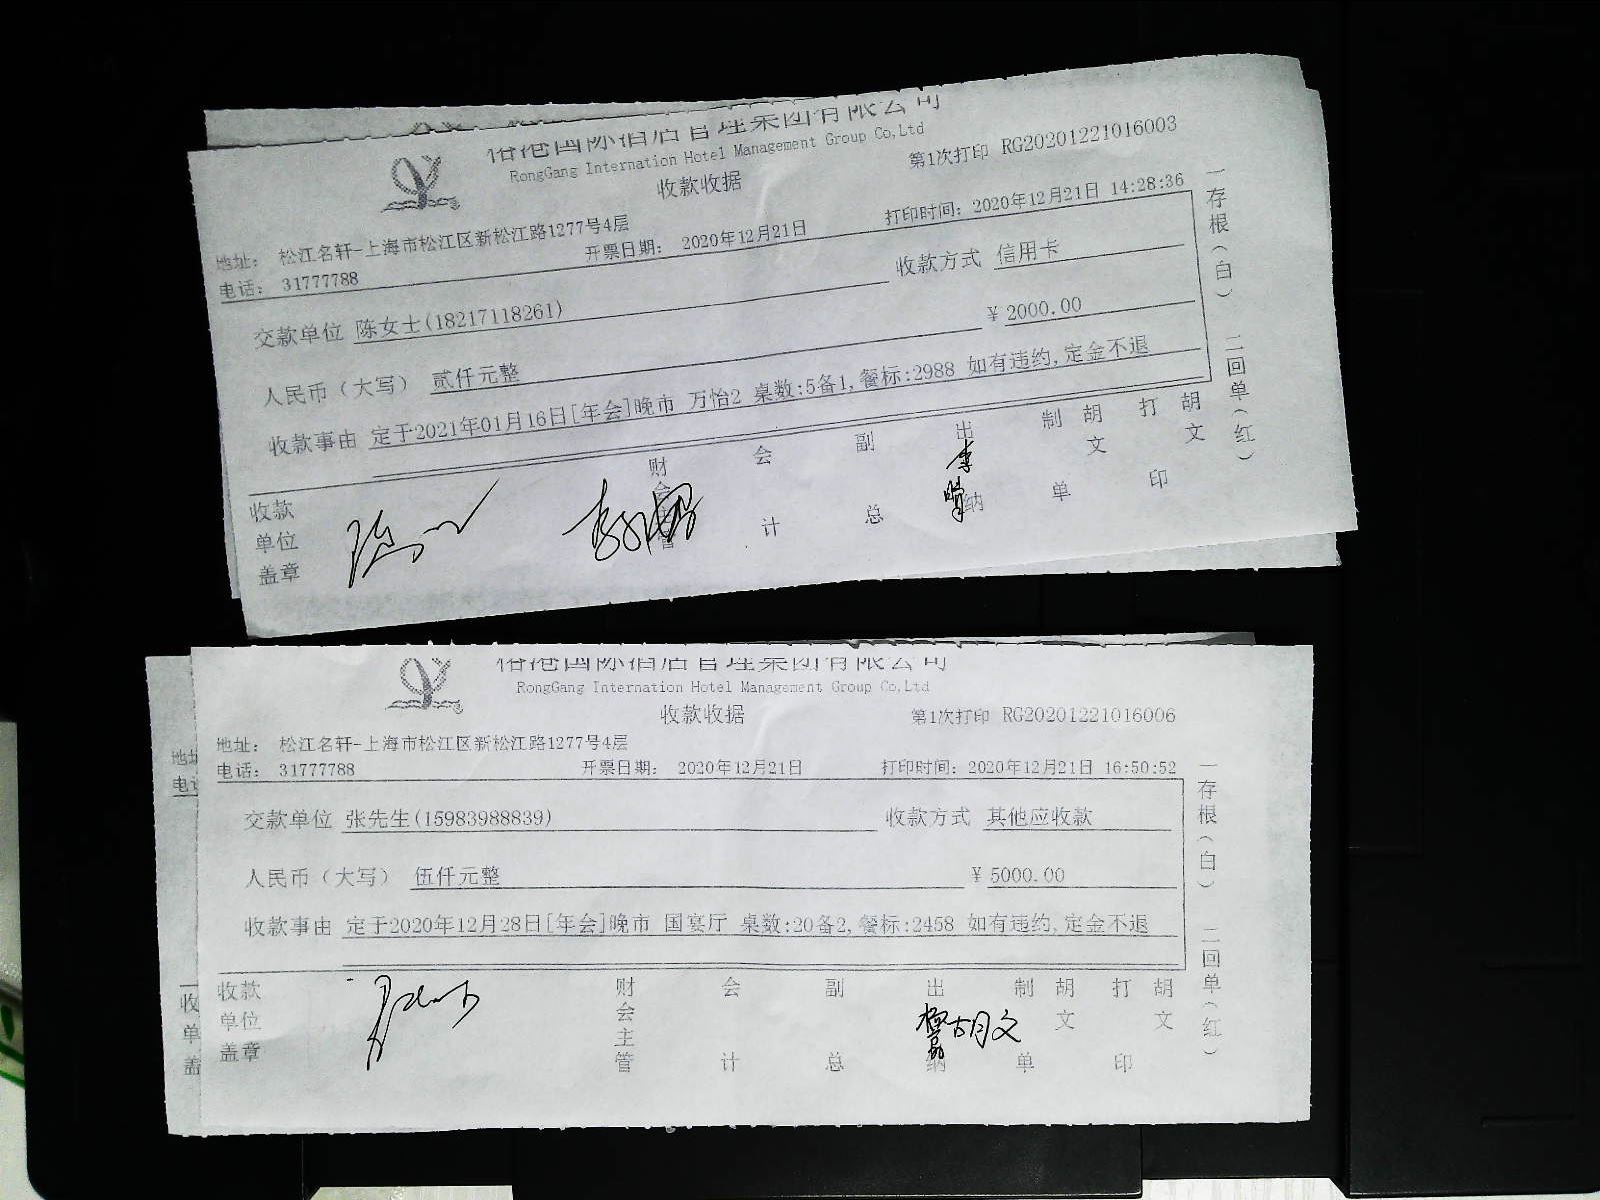 国际酒店管理集团有限公司
RongGang Internation Hotel Management Group Co,Ltd
收款收据
第1次打印 RG20201221016003
地址: 松江名轩-上海市松江区新松江路1277号4层
电话: 31777788
开票日期: 2020年12月21日
打印时间: 2020年12月21日 14:28:36
交款单位 陈女士(18217118261)
收款方式 信用卡
人民币(大写) 贰仟元整
¥ 2000.00
收款事由 定于2021年01月16日[年会]晚市 万怡2 桌数:5备1,餐标:2988 如有违约,定金不退
收款单位盖章
财会主管
会计
副总
出纳
制单 胡文
打印 胡文
一存根(白) 二回单(红)
国际酒店管理集团有限公司
RongGang Internation Hotel Management Group Co,Ltd
收款收据
第1次打印 RG20201221016006
地址: 松江名轩-上海市松江区新松江路1277号4层
电话: 31777788
开票日期: 2020年12月21日
打印时间: 2020年12月21日 16:50:52
交款单位 张先生(15983988839)
收款方式 其他应收款
人民币(大写) 伍仟元整
¥ 5000.00
收款事由 定于2020年12月28日[年会]晚市 国宴厅 桌数:20备2,餐标:2458 如有违约,定金不退
收款单位盖章
财会主管
会计
副总
出纳
胡文
制单 胡文
打印 胡文
一存根(白) 二回单(红)
地址
电话
收
单
盖